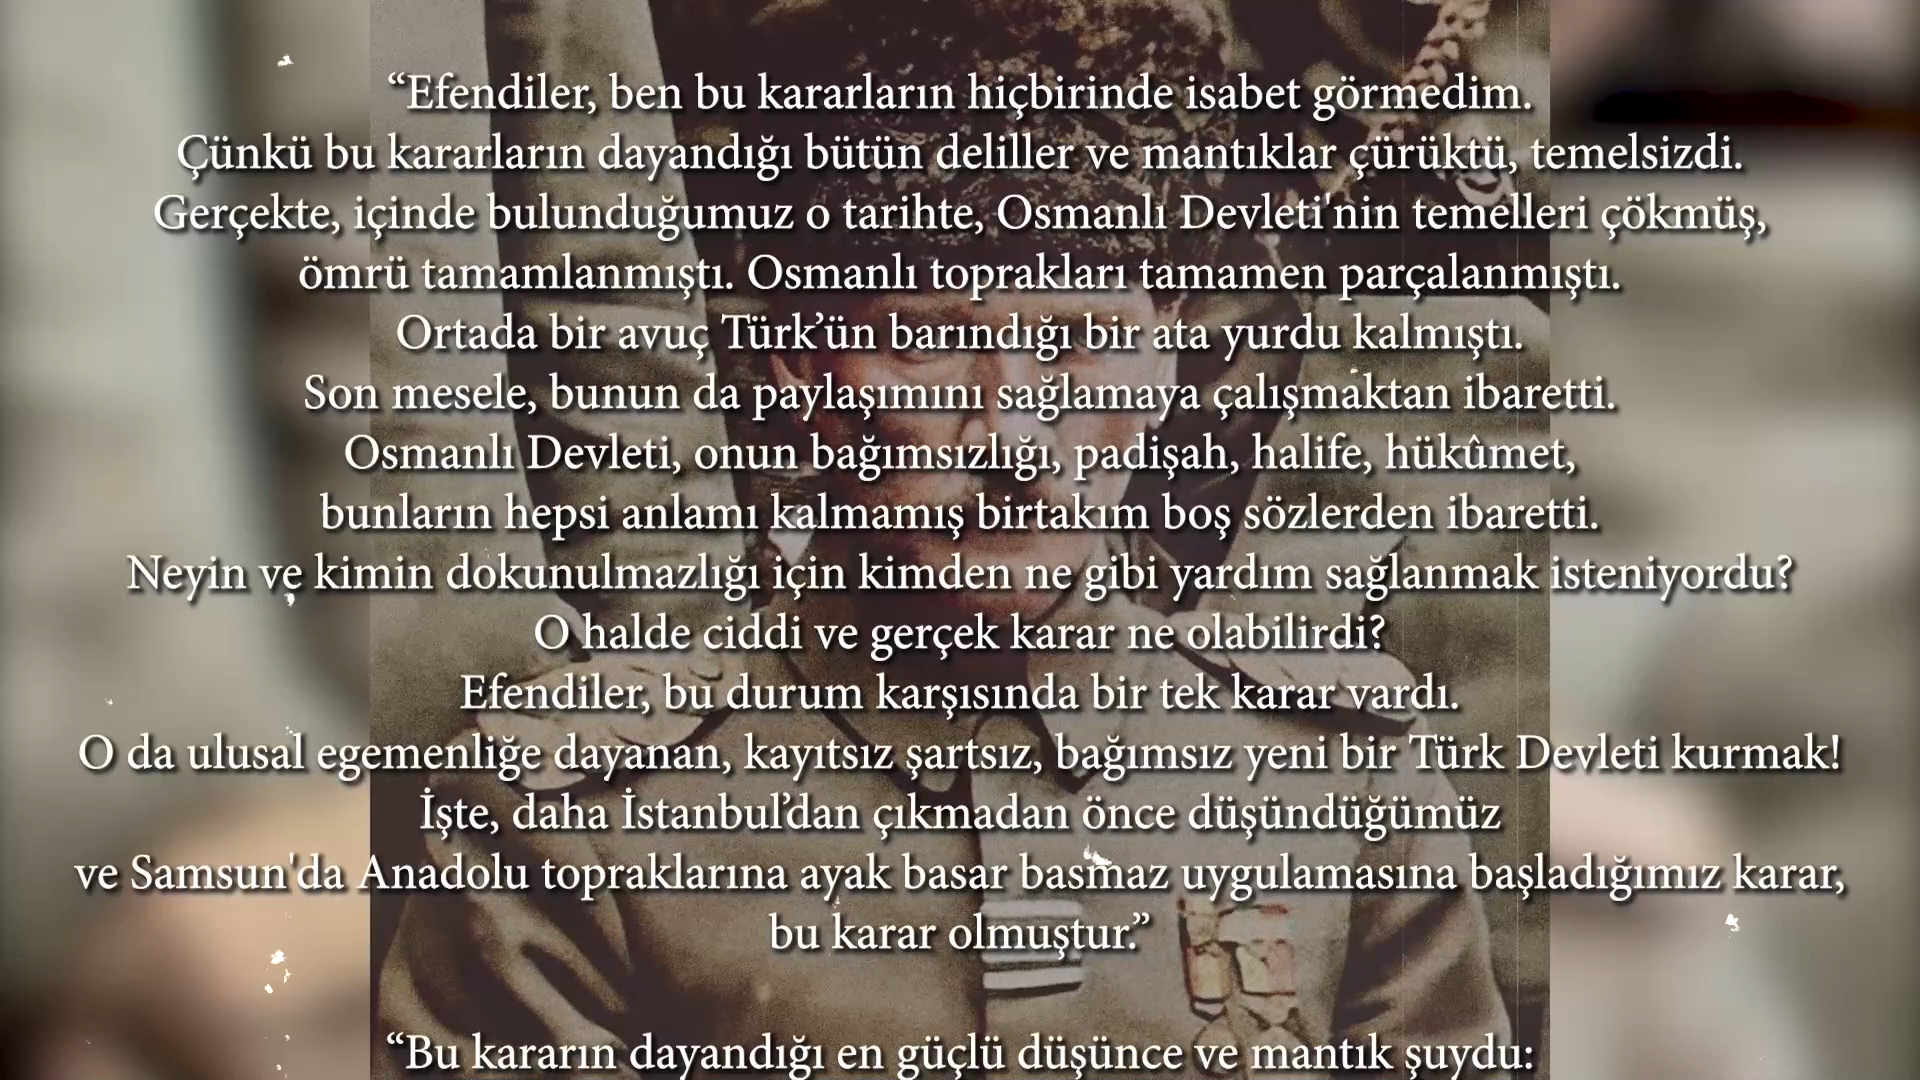 “Efendiler, ben bu kararların hiçbirinde isabet görmedim.
Çünkü bu kararların dayandığı bütün deliller ve mantıklar çürüktü, temelsizdi.
Gerçekte, içinde bulunduğumuz o tarihte, Osmanlı Devleti'nin temelleri çökmüş,
ömrü tamamlanmıştı. Osmanlı toprakları tamamen parçalanmıştı.
Ortada bir avuç Türk’ün barındığı bir ata yurdu kalmıştı.
Son mesele, bunun da paylaşımını sağlamaya çalışmaktan ibaretti.
Osmanlı Devleti, onun bağımsızlığı, padişah, halife, hükûmet,
bunların hepsi anlamı kalmamış birtakım boş sözlerden ibaretti.
Neyin ve kimin dokunulmazlığı için kimden ne gibi yardım sağlanmak isteniyordu?
O halde ciddi ve gerçek karar ne olabilirdi?
Efendiler, bu durum karşısında bir tek karar vardı.
O da ulusal egemenliğe dayanan, kayıtsız şartsız, bağımsız yeni bir Türk Devleti kurmak!
İşte, daha İstanbul’dan çıkmadan önce düşündüğümüz
ve Samsun'da Anadolu topraklarına ayak basar basmaz uygulamasına başladığımız karar,
bu karar olmuştur.”
“Bu kararın dayandığı en güçlü düşünce ve mantık şuydu: